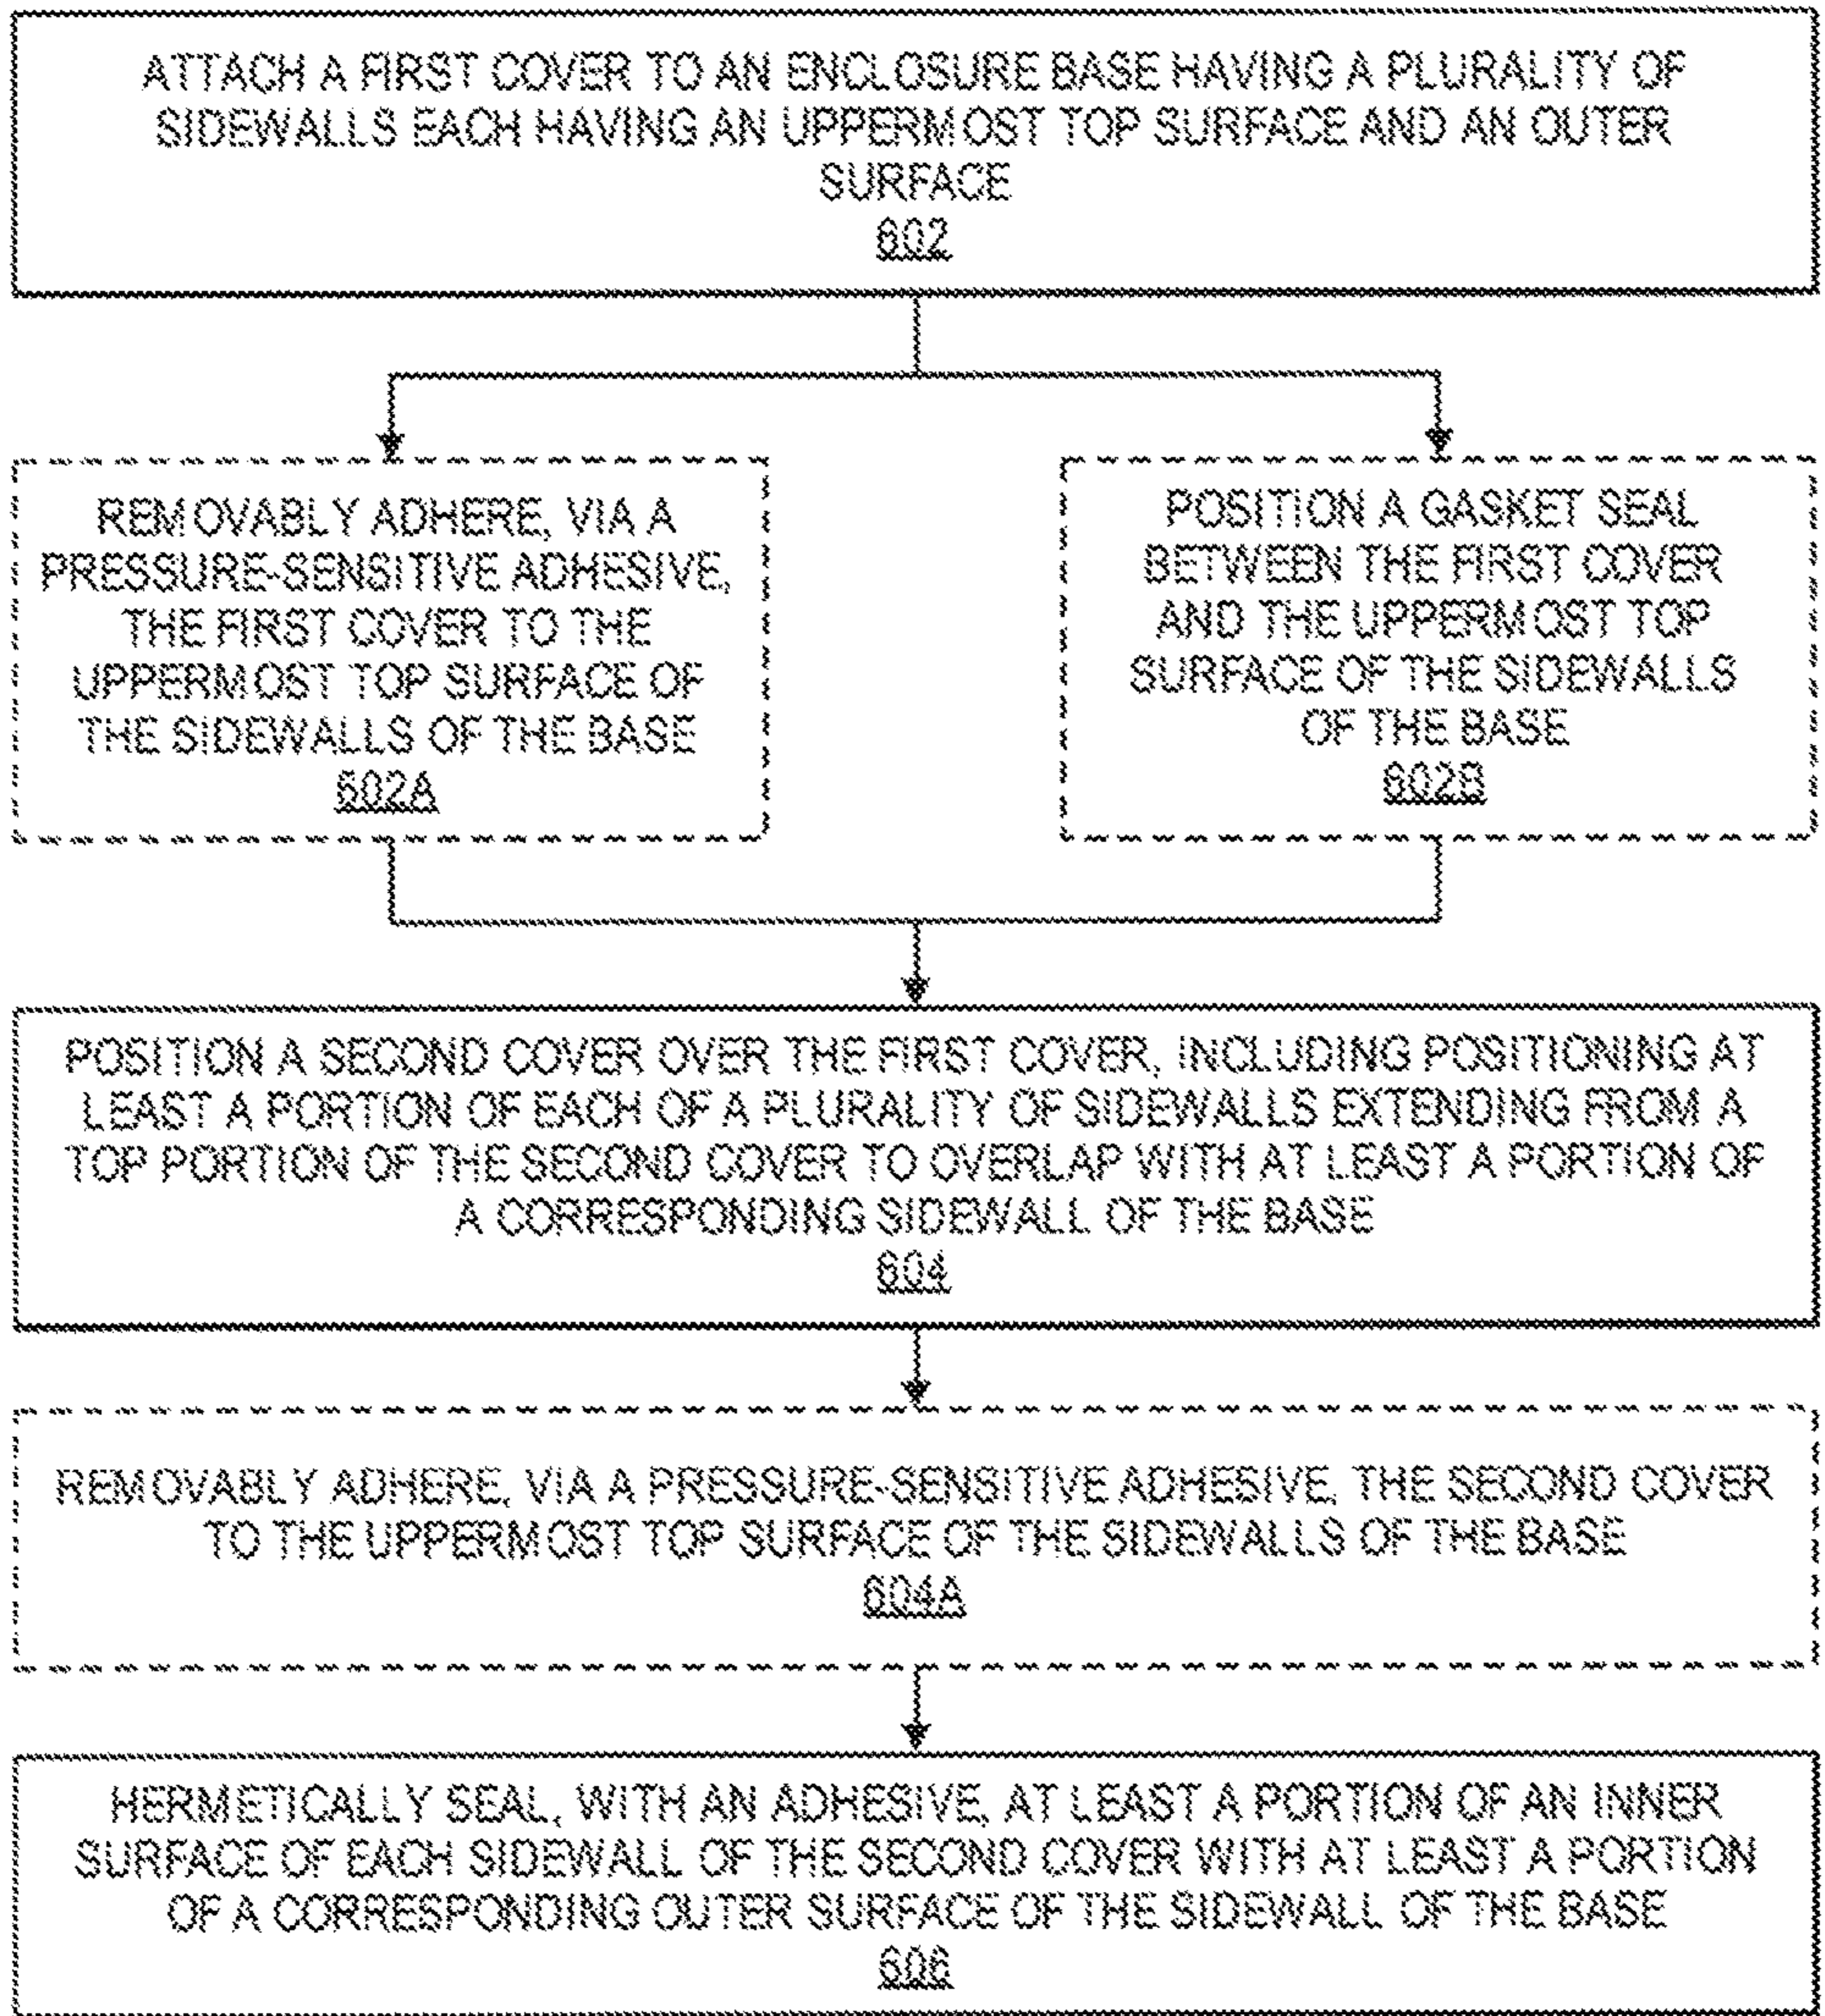 ATTACH A FIRST COVER TO AN ENCLOSURE BASE HAVING A PLURALITY OF
SIDEWALLS EACH HAVING AN UPPERMOST TOP SURFACE AND AN OUTER
SURFACE
602
REMOVABLY ADHERE, VIA A
PRESSURE-SENSITIVE ADHESIVE,
THE FIRST COVER TO THE
UPPERMOST TOP SURFACE OF
THE SIDEWALLS OF THE BASE
602A
POSITION A GASKET SEAL
BETWEEN THE FIRST COVER
AND THE UPPERMOST TOP
SURFACE OF THE SIDEWALLS
OF THE BASE
602B
POSITION A SECOND COVER OVER THE FIRST COVER, INCLUDING POSITIONING AT
LEAST A PORTION OF EACH OF A PLURALITY OF SIDEWALLS EXTENDING FROM A
TOP PORTION OF THE SECOND COVER TO OVERLAP WITH AT LEAST A PORTION OF
A CORRESPONDING SIDEWALL OF THE BASE
604
REMOVABLY ADHERE, VIA A PRESSURE-SENSITIVE ADHESIVE, THE SECOND COVER
TO THE UPPERMOST TOP SURFACE OF THE SIDEWALLS OF THE BASE
604A
HERMETICALLY SEAL, WITH AN ADHESIVE, AT LEAST A PORTION OF AN INNER
SURFACE OF EACH SIDEWALL OF THE SECOND COVER WITH AT LEAST A PORTION
OF A CORRESPONDING OUTER SURFACE OF THE SIDEWALL OF THE BASE
606